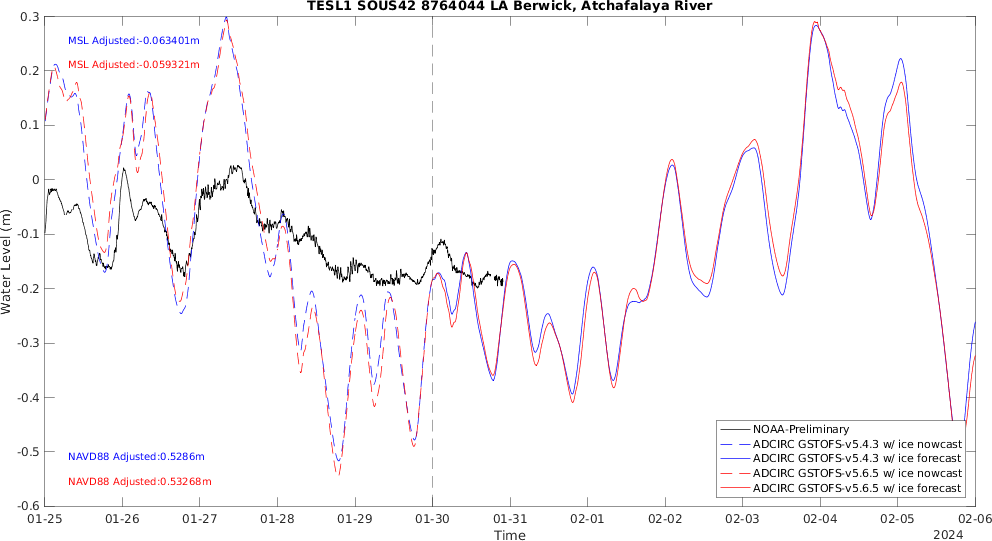 TESL1 SOUS42 8764044 LA Berwick, Atchafalaya River
0.3
0.2
0.1
0
-0.1
-0.2
-0.3
-0.4
-0.5
-0.6
Water Level (m)
MSL Adjusted:-0.063401m
MSL Adjusted:-0.059321m
NAVD88 Adjusted:0.5286m
NAVD88 Adjusted:0.53268m
NOAA-Preliminary
ADCIRC GSTOFS-v5.4.3 w/ ice nowcast
ADCIRC GSTOFS-v5.4.3 w/ ice forecast
ADCIRC GSTOFS-v5.6.5 w/ ice nowcast
ADCIRC GSTOFS-v5.6.5 w/ ice forecast
01-25 01-26 01-27 01-28 01-29 01-30 01-31 02-01 02-02 02-03 02-04 02-05 02-06
Time
2024